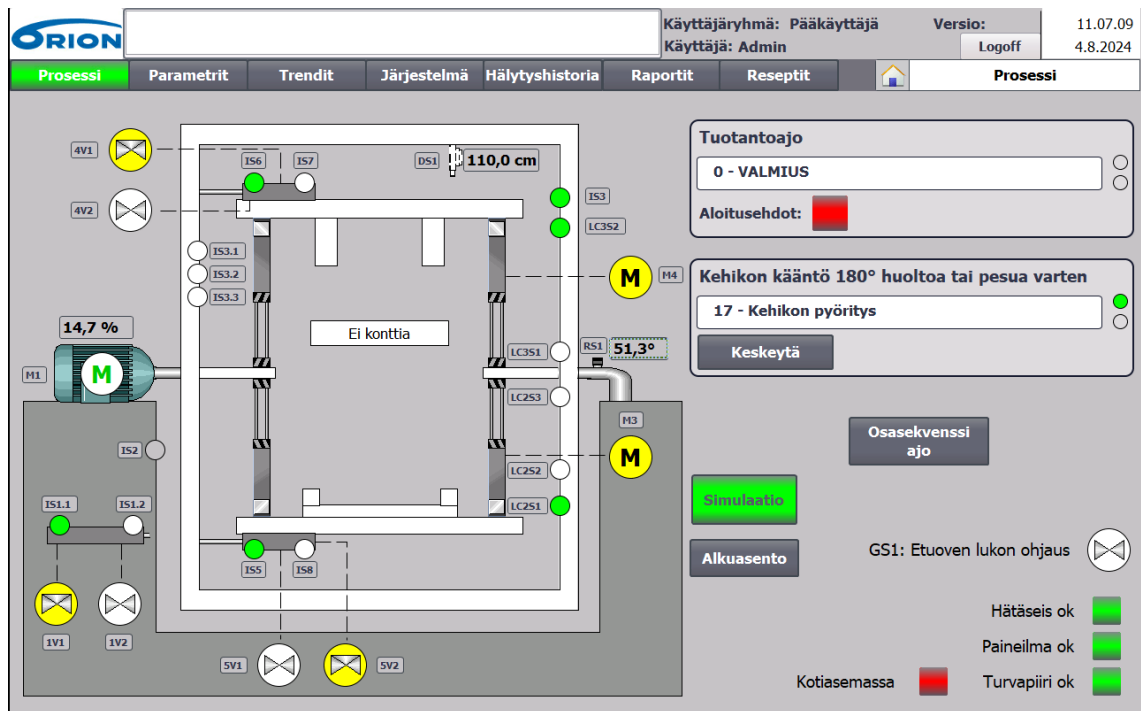 ORION
Käyttäjäryhmä: Pääkäyttäjä
Versio:
11.07.09
Käyttäjä: Admin
Logoff
4.8.2024
Prosessi
Parametrit
Trendit
Järjestelmä
Hälytyshistoria
Raportit
Reseptit
Prosessi
4V1
4V2
IS6
IS7
DS1
110,0 cm
IS3
LC3S2
IS3.1
IS3.2
IS3.3
M
M4
14,7 %
Ei konttia
LC3S1
RS1
51,3°
M1
M
LC2S3
M3
IS2
M
LC2S2
IS1.1
IS1.2
LC2S1
IS5
IS8
1V1
1V2
5V1
5V2
Tuotantoajo
0 - VALMIUS
Aloitusehdot:
Kehikon kääntö 180° huoltoa tai pesua varten
17 - Kehikon pyöritys
Keskeytä
Osasekvenssi
ajo
Simulaatio
Alkuasento
GS1: Etuoven lukon ohjaus
Hätäseis ok
Paineilma ok
Kotiasemassa
Turvapiiri ok